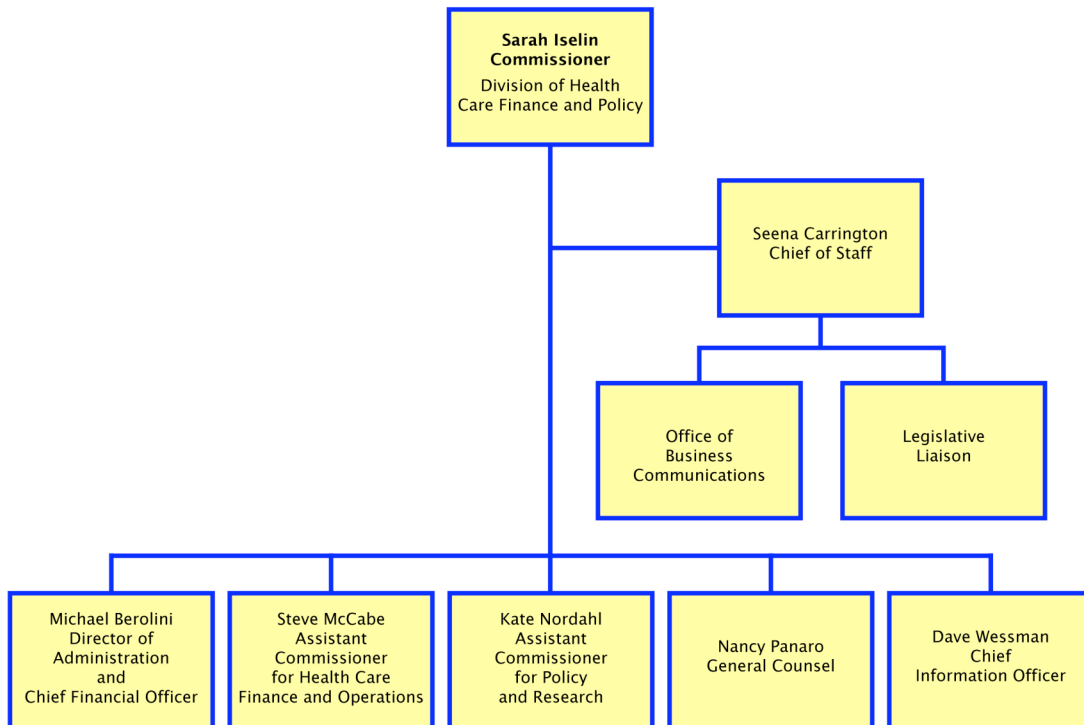 Sarah Iselin
Commissioner
Division of Health
Care Finance and Policy
Seena Carrington
Chief of Staff
Office of
Business
Communications
Legislative
Liaison
Michael Berolini
Director of
Administration
and
Chief Financial Officer
Steve McCabe
Assistant
Commissioner
for Health Care
Finance and Operations
Kate Nordahl
Assistant
Commissioner
for Policy
and Research
Nancy Panaro
General Counsel
Dave Wessman
Chief
Information Officer